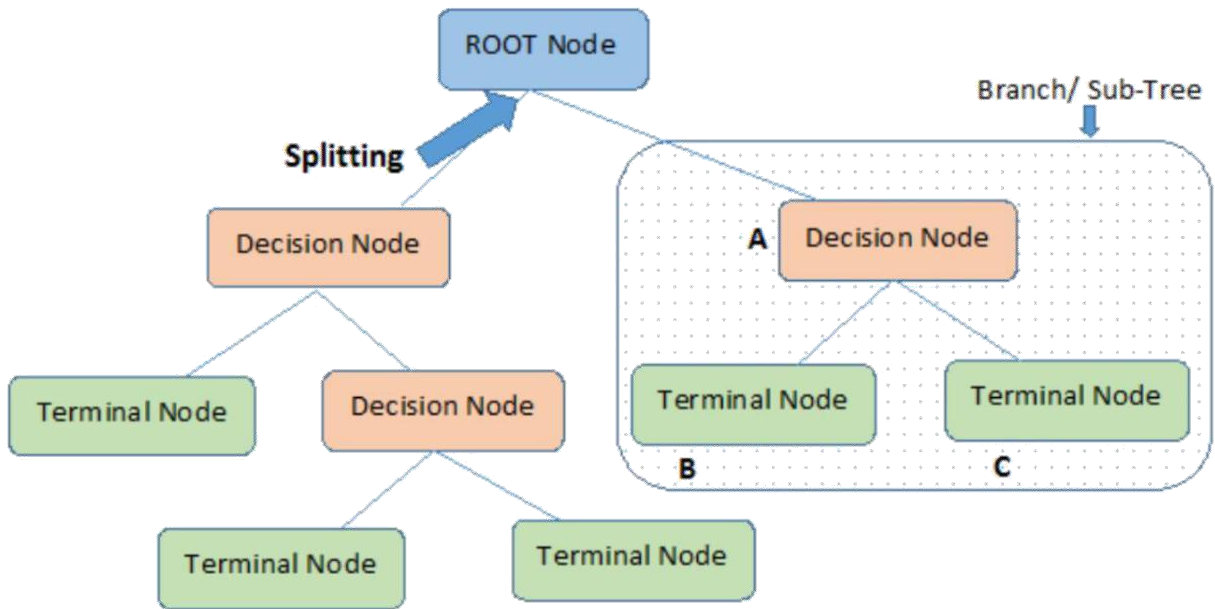 ROOT Node
Branch/ Sub-Tree
Splitting
Decision Node
A
Decision Node
Terminal Node
Decision Node
Terminal Node
Terminal Node
B
C
Terminal Node
Terminal Node